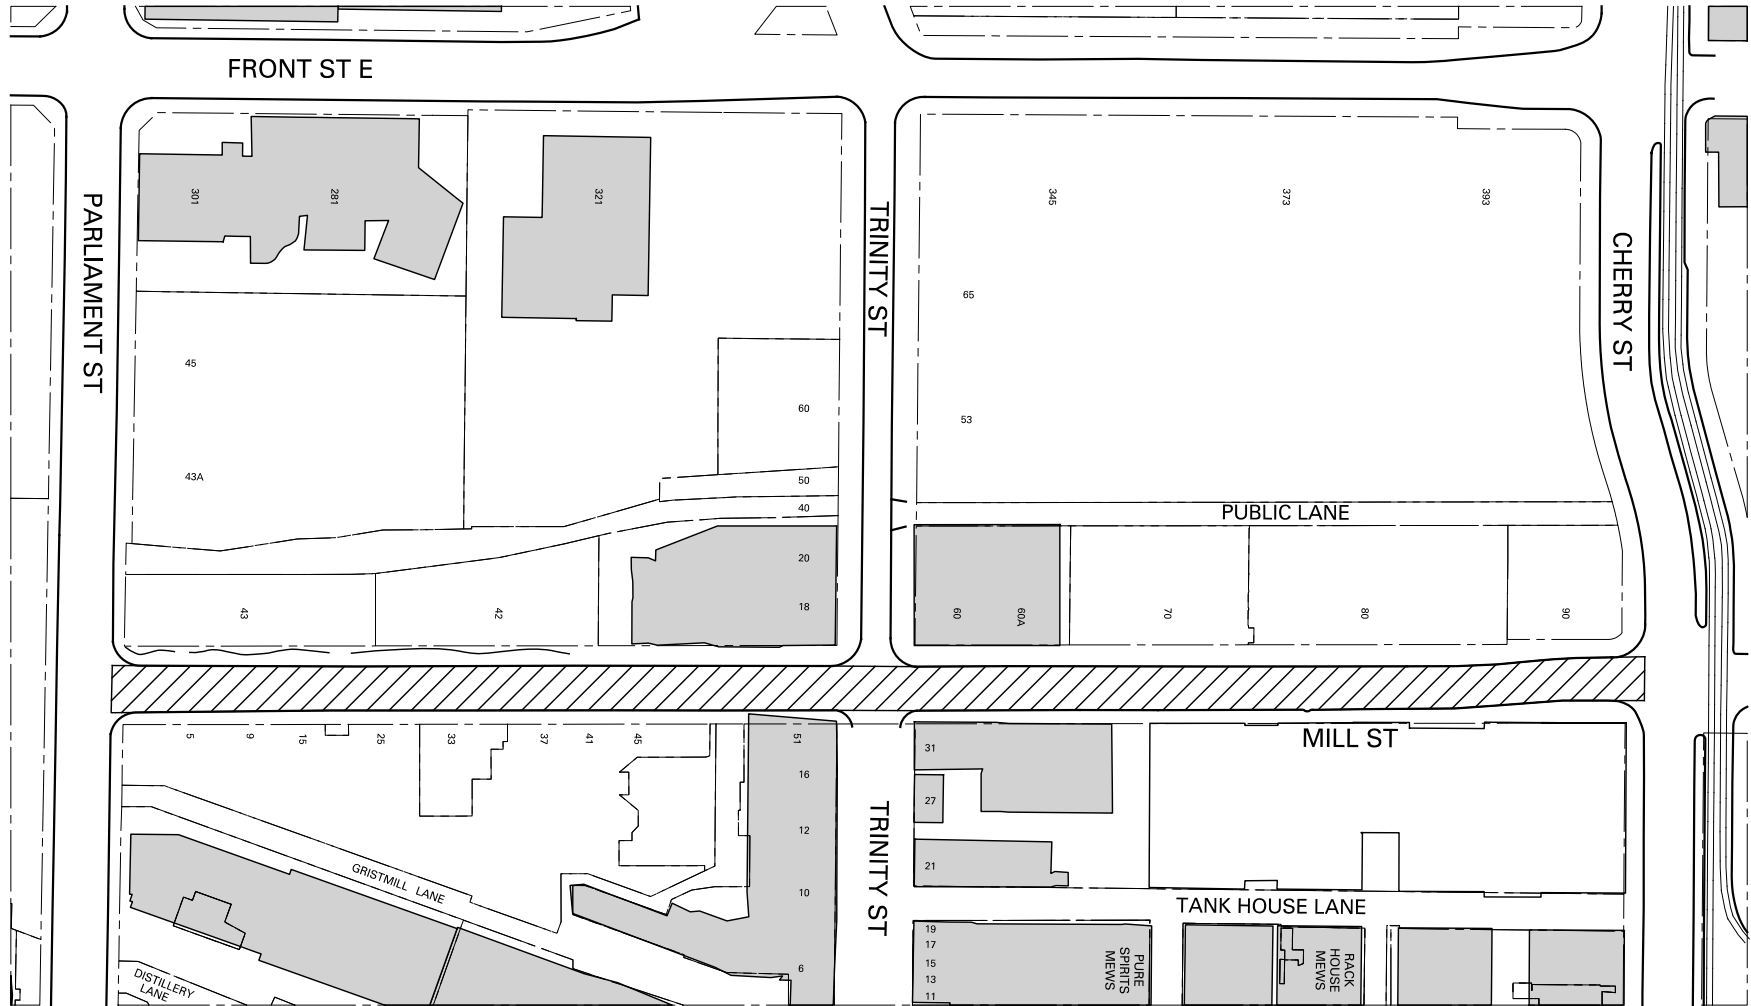 FRONT ST E
PARLIAMENT ST
301
281
321
TRINITY ST
345
373
393
CHERRY ST
65
45
60
53
43A
50
40
PUBLIC LANE
20
18
43
42
60
60A
70
80
90
5
9
15
25
33
37
41
45
51
31
MILL ST
16
27
12
TRINITY ST
21
GRISTMILL LANE
10
TANK HOUSE LANE
19
17
15
13
11
6
PURE
SPIRITS
MEWS
RACK
HOUSE
MEWS
DISTILLERY
LANE